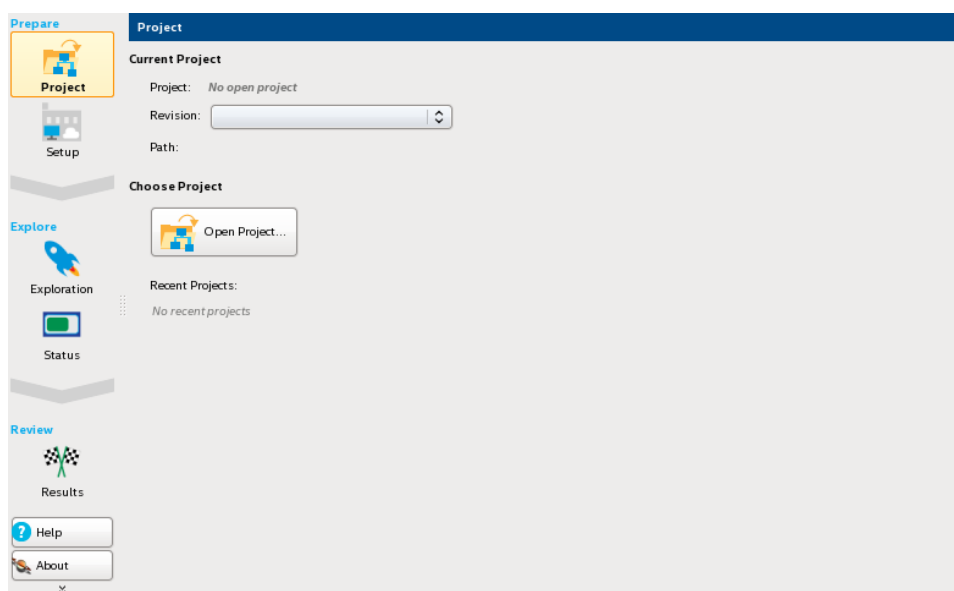 Prepare
Project
Setup
Explore
Exploration
Status
Review
Results
? Help
About
Project
Current Project
Project: No open project
Revision:
Path:
Choose Project
Open Project...
Recent Projects:
No recent projects